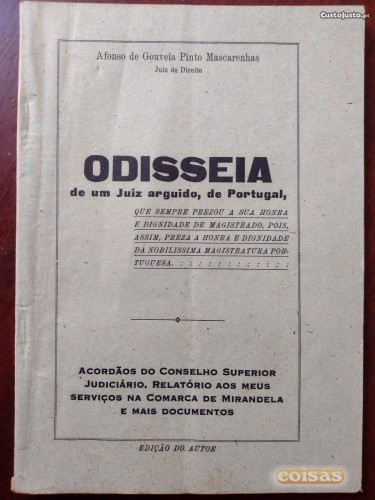 CustoJusto.pt
Afonso de Gouveia Pinto Mascarenhas
Juiz de Direito
ODISSEIA
de um Juiz arguido, de Portugal,
QUE SEMPRE PREZOU A SUA HONRA
E DIGNIDADE DE MAGISTRADO, POIS,
ASSIM, PREZA A HONRA E DIGNIDADE
DA NOBILISSIMA MAGISTRATURA POR-
TUGUESA. : : : : : : : : : : : : : :
ACORDÃOS DO CONSELHO SUPERIOR
JUDICIÁRIO, RELATÓRIO AOS MEUS
SERVIÇOS NA COMARCA DE MIRANDELA
E MAIS DOCUMENTOS
EDIÇÃO DO AUTOR
coisas